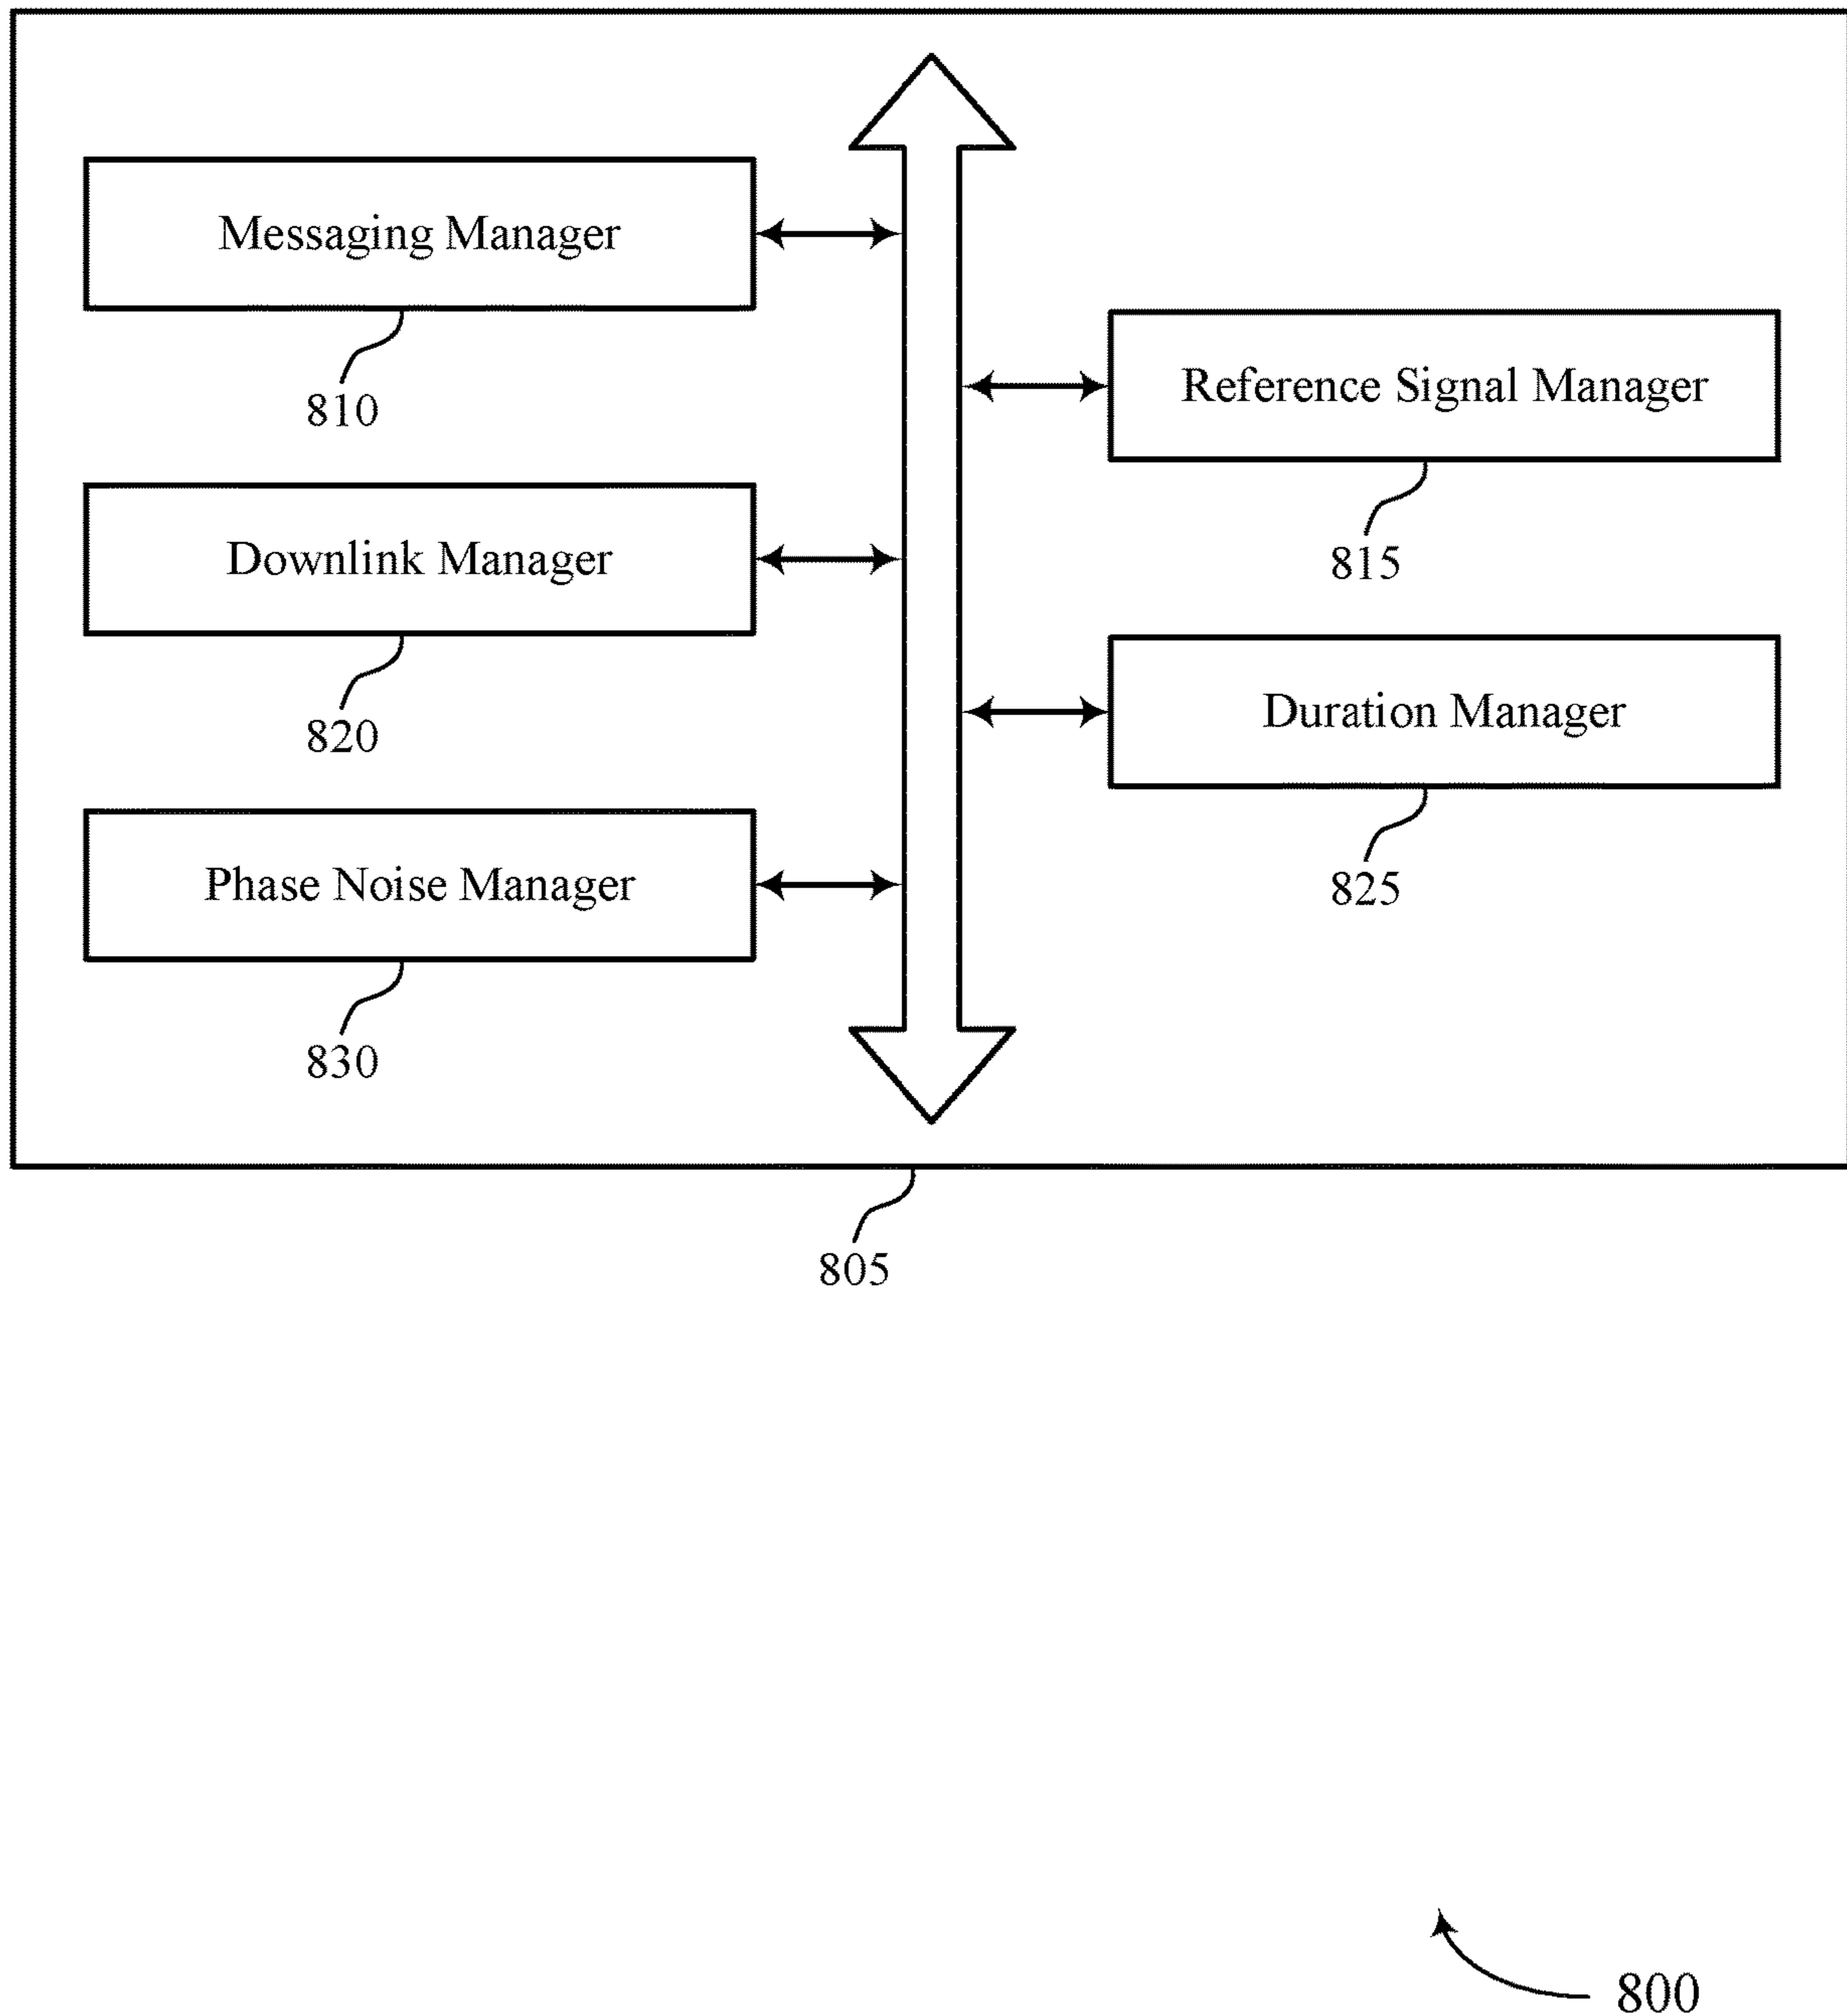 Messaging Manager
810
Reference Signal Manager
815
Downlink Manager
820
Duration Manager
825
Phase Noise Manager
830
805
800